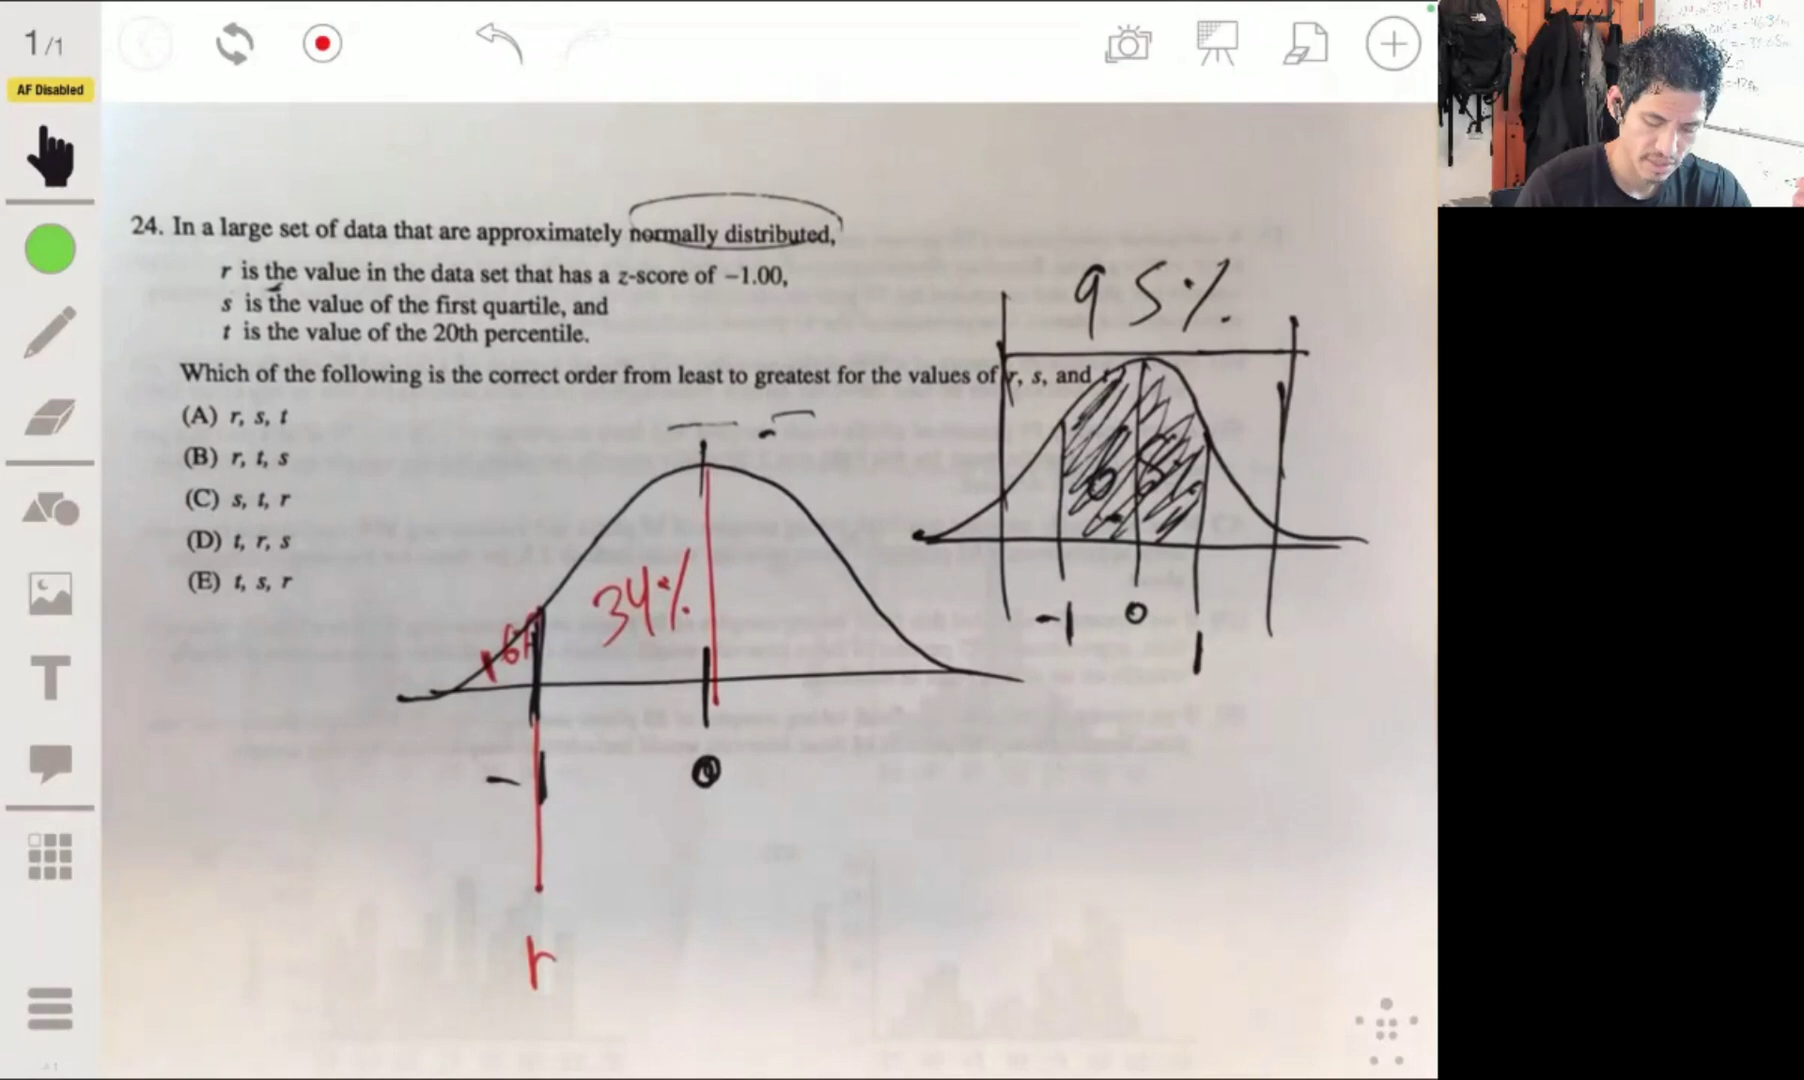 1/1
AF Disabled
24. In a large set of data that are approximately normally distributed,
r is the value in the data set that has a z-score of −1.00,
s is the value of the first quartile, and
t is the value of the 20th percentile.
Which of the following is the correct order from least to greatest for the values of r, s, and
(A) r, s, t
(B) r, t, s
(C) s, t, r
(D) t, r, s
(E) t, s, r
95%
-1 0 1
34%
-1 0
r
T